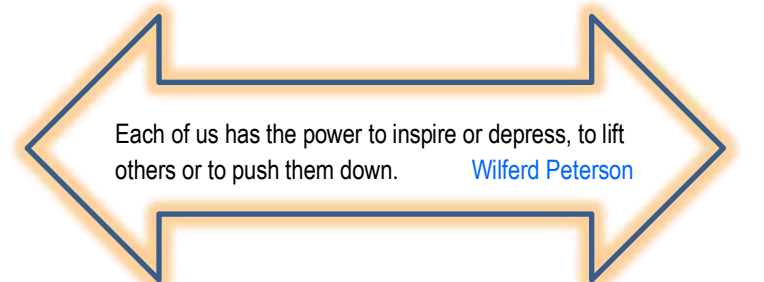 Each of us has the power to inspire or depress, to lift
others or to push them down. Wilferd Peterson